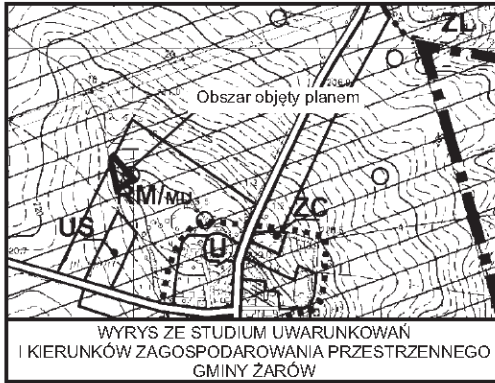 ZL
Obszar objęty planem
RM/MU
ZC
US
U
WYRYS ZE STUDIUM UWARUNKOWAŃ
I KIERUNKÓW ZAGOSPODAROWANIA PRZESTRZENNEGO
GMINY ŻARÓW